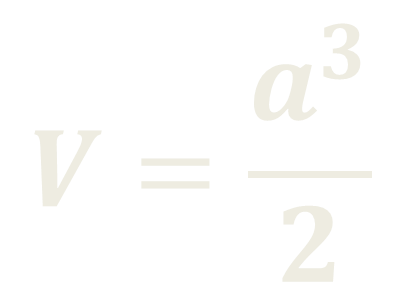 V = a³/2